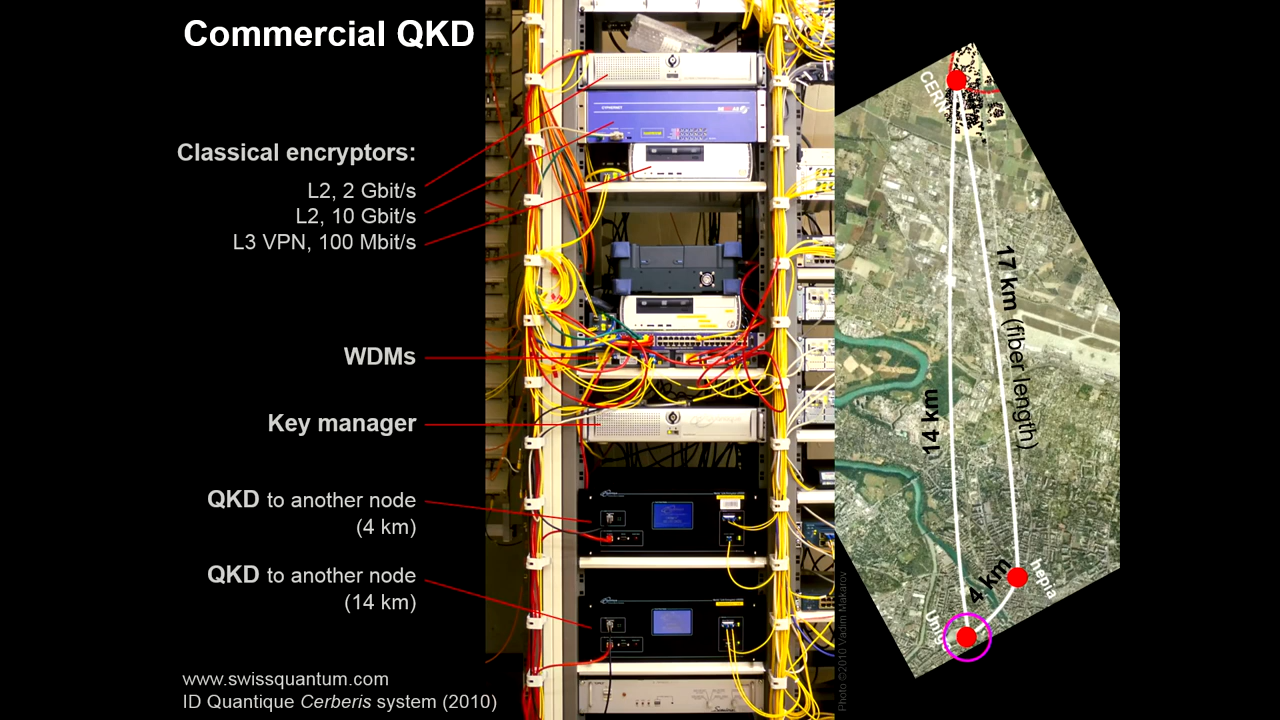 Commercial QKD
Classical encryptors:
L2, 2 Gbit/s
L2, 10 Gbit/s
L3 VPN, 100 Mbit/s
WDMs
Key manager
QKD to another node
(4 km)
QKD to another node
(14 km)
www.swissquantum.com
ID Quantique Cerberis system (2010)
CERN
17 km (fiber length)
14 km
4 km
hepia
Photo ©2010 Vadim Makarov